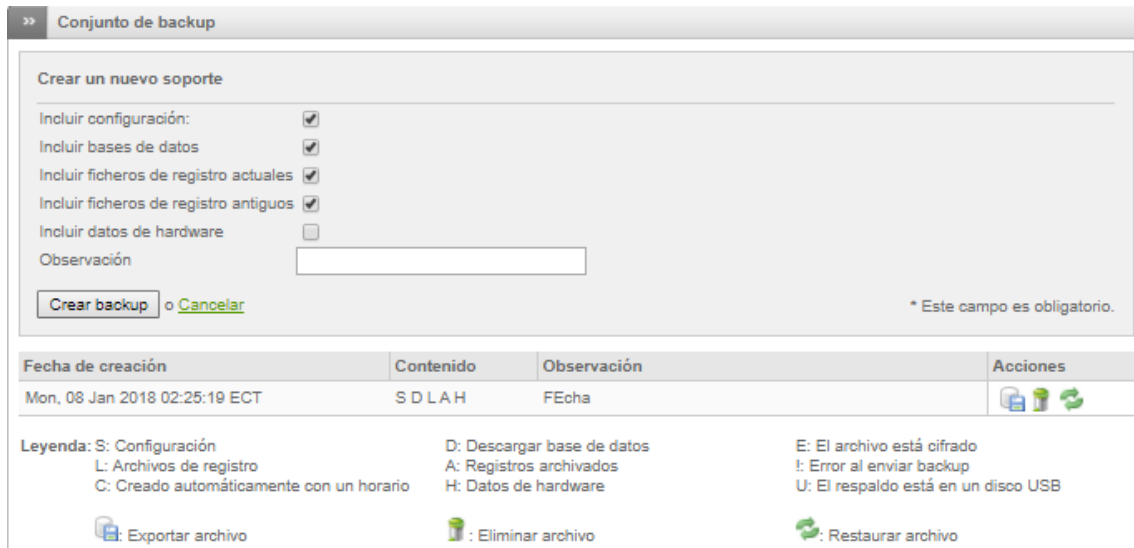 » Conjunto de backup
Crear un nuevo soporte
Incluir configuración:
Incluir bases de datos
Incluir ficheros de registro actuales
Incluir ficheros de registro antiguos
Incluir datos de hardware
Observación
Crear backup o Cancelar * Este campo es obligatorio.
Fecha de creación Contenido Observación Acciones
Mon, 08 Jan 2018 02:25:19 ECT S D L A H FEcha
Leyenda: S: Configuración D: Descargar base de datos E: El archivo está cifrado
L: Archivos de registro A: Registros archivados !: Error al enviar backup
C: Creado automáticamente con un horario H: Datos de hardware U: El respaldo está en un disco USB
: Exportar archivo : Eliminar archivo : Restaurar archivo